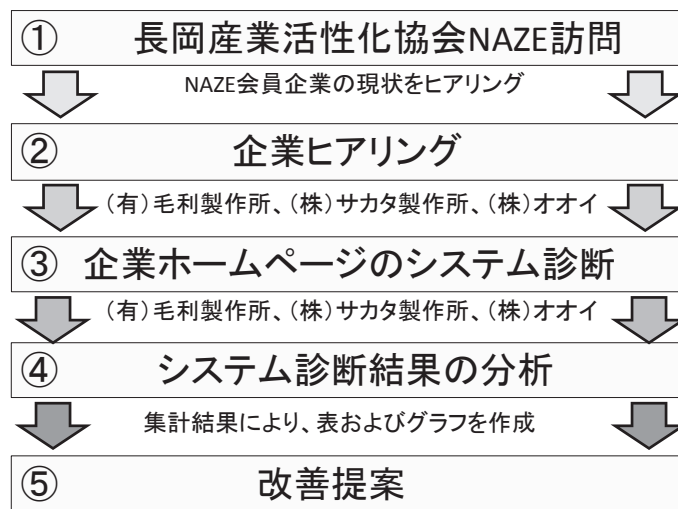 ① 長岡産業活性化協会NAZE訪問
NAZE会員企業の現状をヒアリング
② 企業ヒアリング
(有)毛利製作所、(株)サカタ製作所、(株)オオイ
③ 企業ホームページのシステム診断
(有)毛利製作所、(株)サカタ製作所、(株)オオイ
④ システム診断結果の分析
集計結果により、表およびグラフを作成
⑤ 改善提案